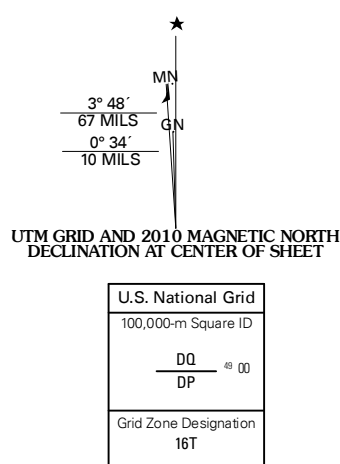 ★
MN
3° 48´
67 MILS
GN
0° 34´
10 MILS
UTM GRID AND 2010 MAGNETIC NORTH
DECLINATION AT CENTER OF SHEET
U.S. National Grid
100,000-m Square ID
DQ
DP
49 00
Grid Zone Designation
16T